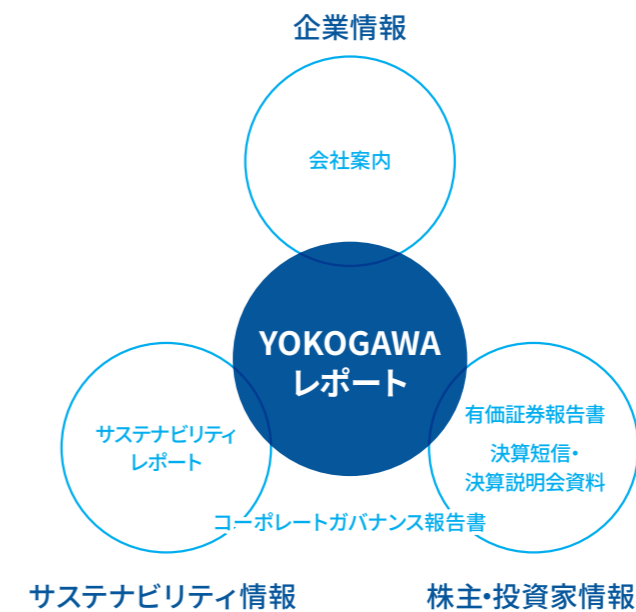 企業情報
会社案内
YOKOGAWA
レポート
サステナビリティ
レポート
有価証券報告書
決算短信・
決算説明会資料
コーポレートガバナンス報告書
サステナビリティ情報
株主・投資家情報